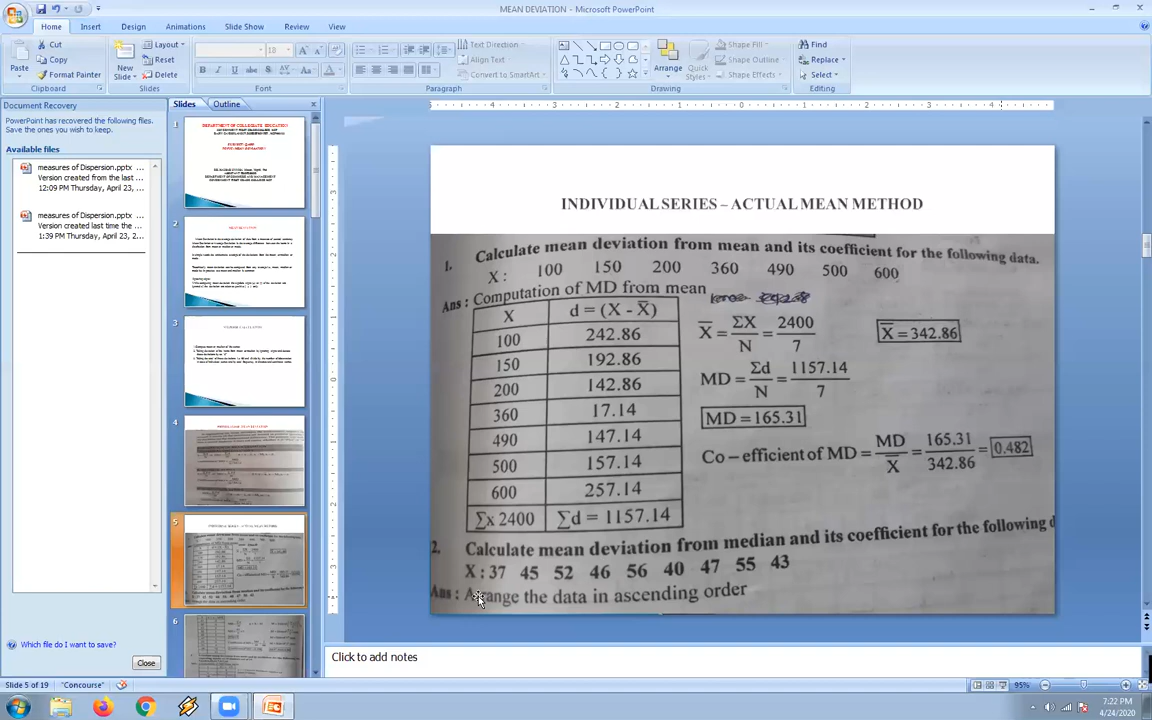 MEAN DEVIATION - Microsoft PowerPoint
Home Insert Design Animations Slide Show Review View
Cut
Copy
Format Painter
Paste
Clipboard
New Slide
Layout
Reset
Delete
Slides
18
Font
Paragraph
Text Direction
Align Text
Convert to SmartArt
Arrange
Quick Styles
Shape Fill
Shape Outline
Shape Effects
Drawing
Find
Replace
Select
Editing
Document Recovery
PowerPoint has recovered the following files.
Save the ones you wish to keep.
Available files
measures of Dispersion.pptx ...
Version created from the last ...
12:09 PM Thursday, April 23, ...
measures of Dispersion.pptx ...
Version created last time the ...
1:39 PM Thursday, April 23, 2...
Which file do I want to save?
Close
Slides Outline
1
2
3
4
5
6
INDIVIDUAL SERIES – ACTUAL MEAN METHOD
1. Calculate mean deviation from mean and its coefficient for the following data.
X : 100 150 200 360 490 500 600
Ans : Computation of MD from mean
X d = (X - X̅)
100 242.86
150 192.86
200 142.86
360 17.14
490 147.14
500 157.14
600 257.14
∑x 2400 ∑d = 1157.14
X̅ = ΣX/N = 2400/7 X̅ = 342.86
MD = Σd/N = 1157.14/7
MD = 165.31
Co – efficient of MD = MD/X̅ = 165.31/342.86 = 0.482
2. Calculate mean deviation from median and its coefficient for the following d
X : 37 45 52 46 56 40 47 55 43
Ans : Arrange the data in ascending order
Click to add notes
Slide 5 of 19 "Concourse" 95%
7:22 PM
4/24/2020